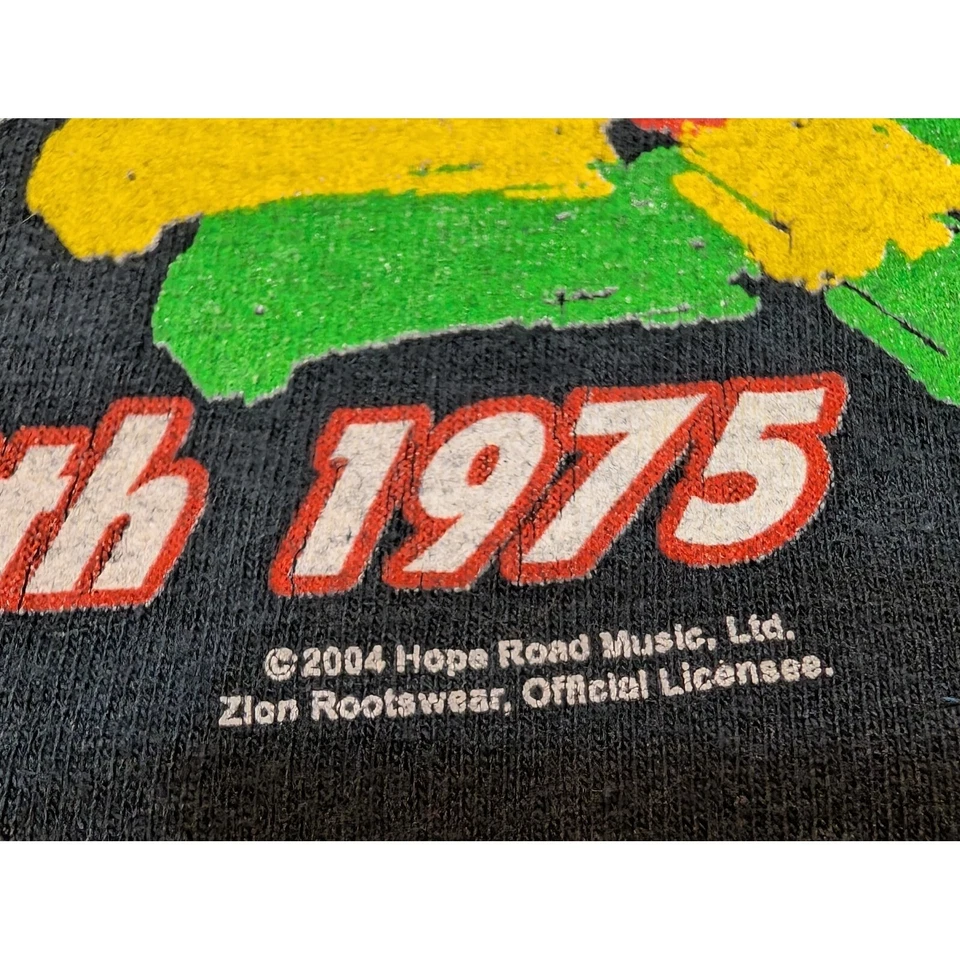 th 1975
© 2004 Hope Road Music, Ltd.
Zion Rootswear, Official Licensee.